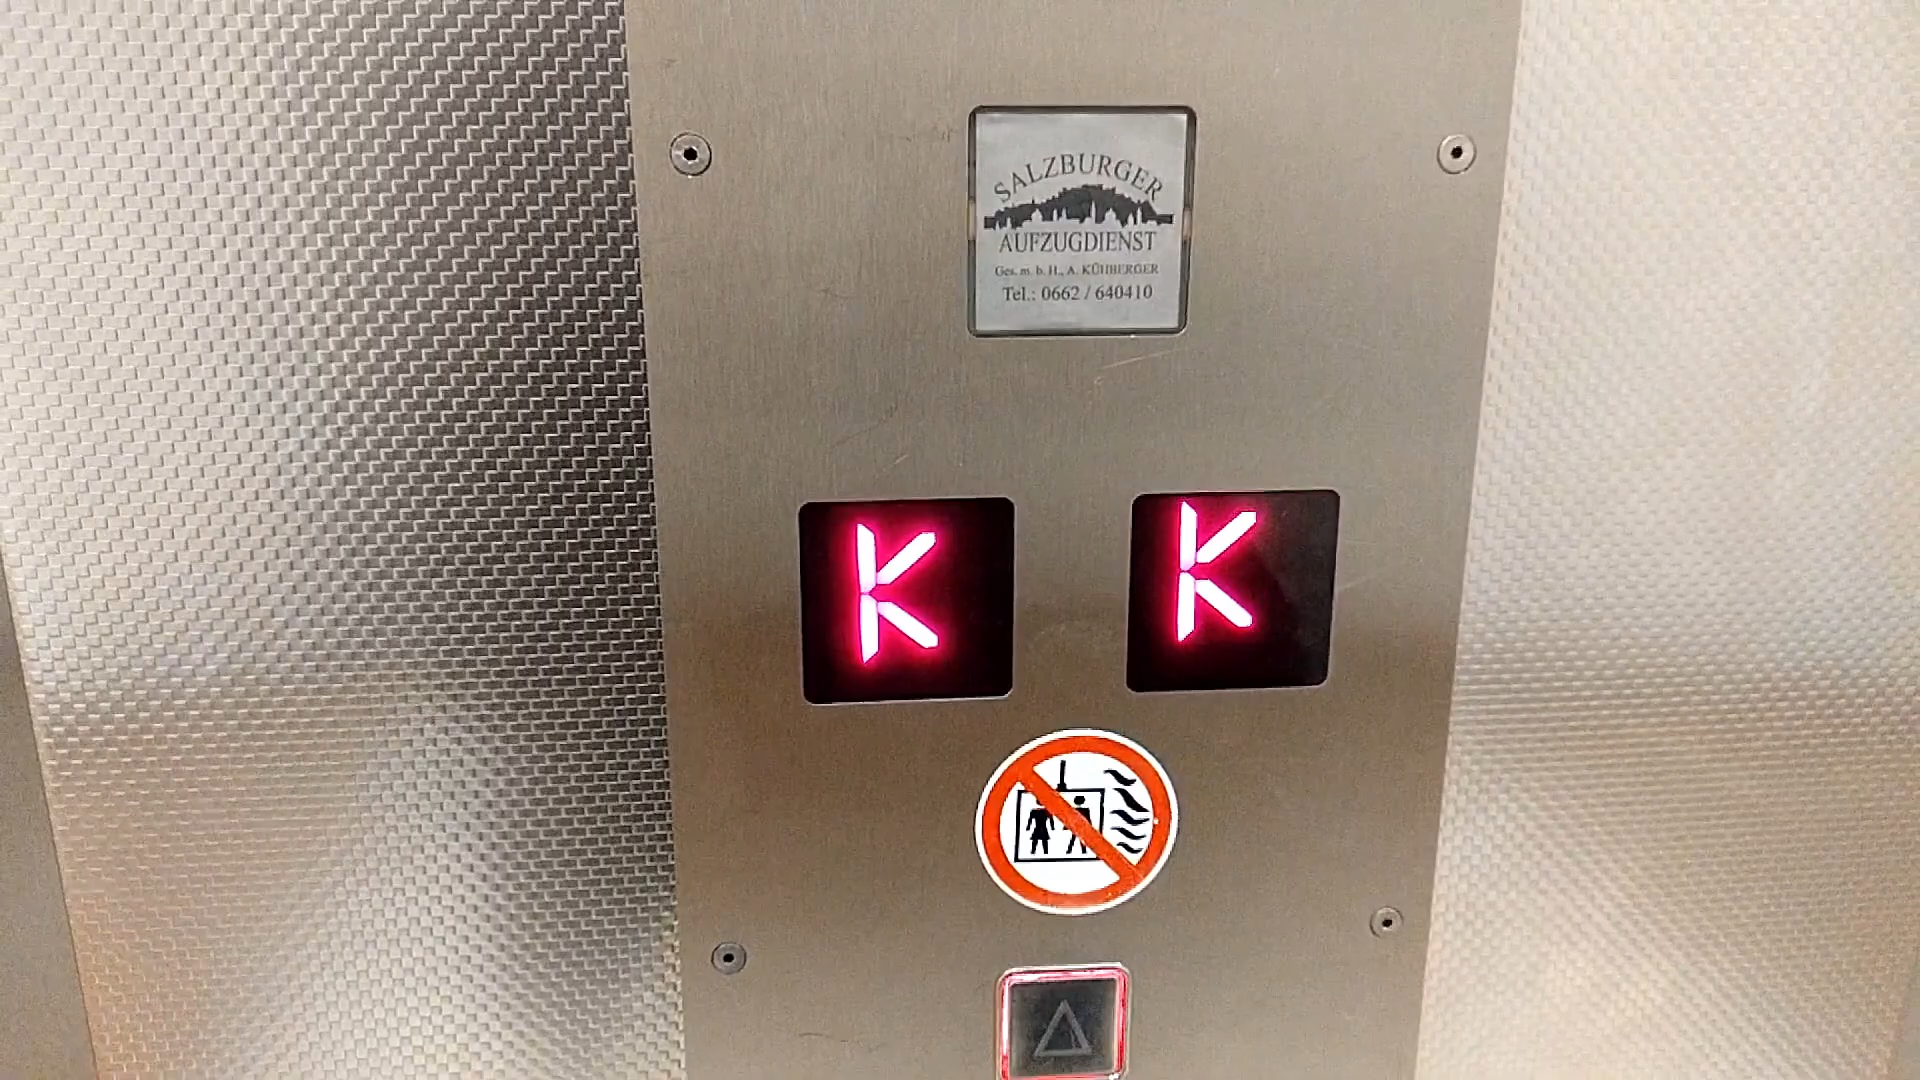 SALZBURGER
AUFZUGDIENST
Ges. m. b. H., A. KÜHBERGER
Tel.: 0662 / 640410
K K